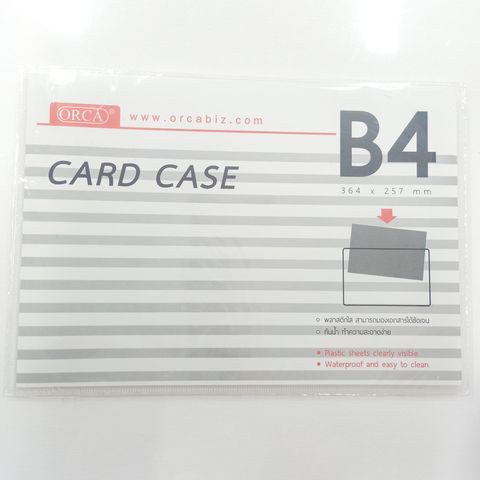 ORCA®
www.orcabiz.com
B4
364 x 257 mm
CARD CASE
พลาสติกใส สามารถมองเอกสารได้ชัดเจน
กันน้ำ ทำความสะอาดง่าย
Plastic sheets clearly visible.
Waterproof and easy to clean.